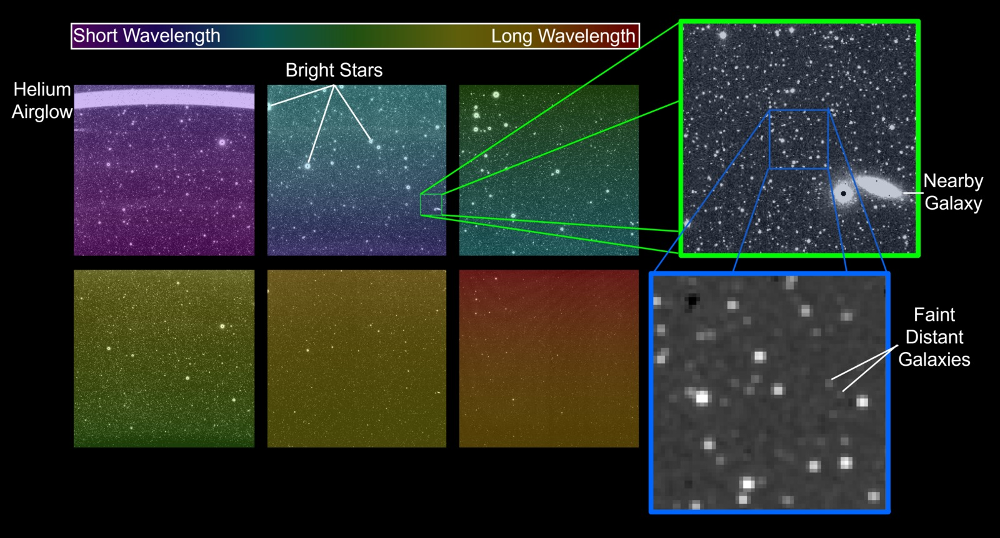 Short Wavelength
Long Wavelength
Bright Stars
Helium
Airglow
Nearby
Galaxy
Faint
Distant
Galaxies